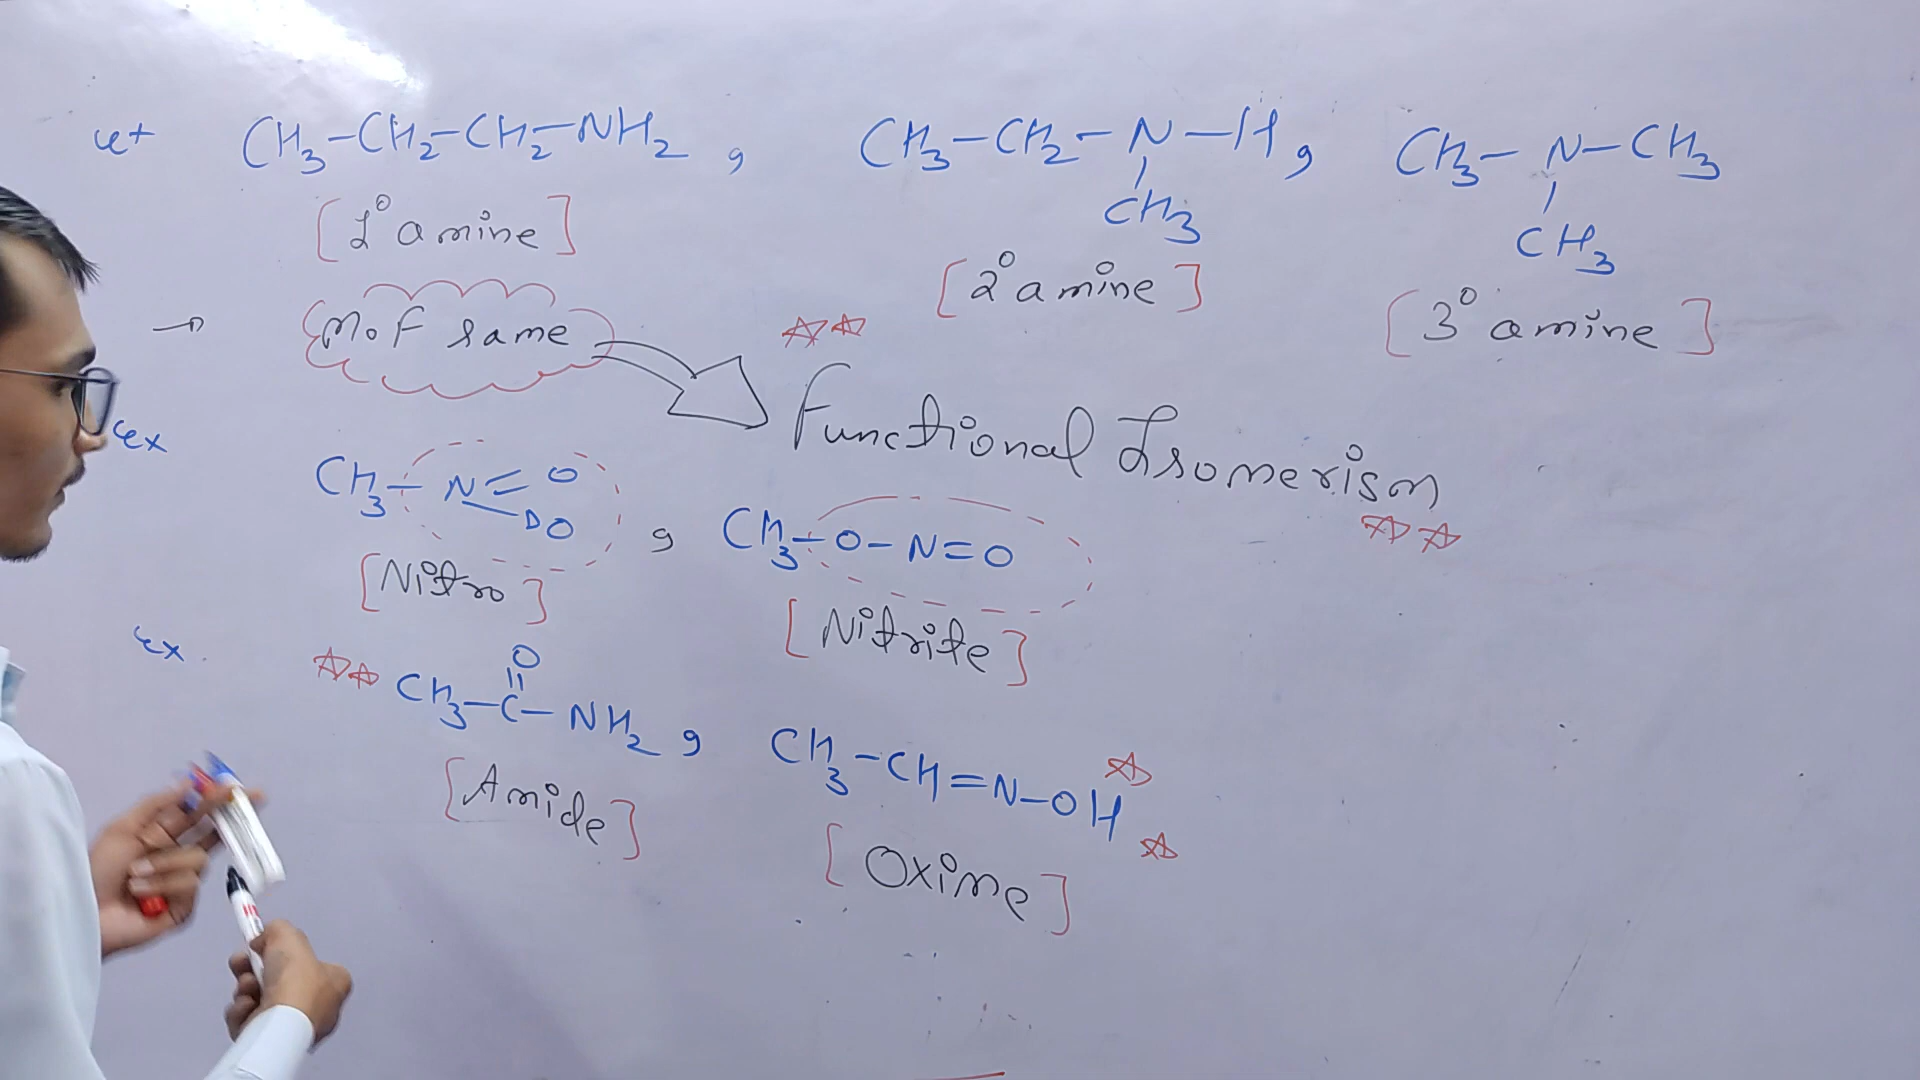 ex CH3-CH2-CH2-NH2 , CH3-CH2-N-H , CH3-N-CH3
CH3
CH3
[1° amine]
[2° amine]
[3° amine]
→ M.F same
Functional Isomerism
ex
CH3-N=O
→O
, CH3-O-N=O
[Nitro]
[Nitrite]
ex
O
||
CH3-C-NH2 , CH3-CH=N-OH
[Amide]
[Oxime]